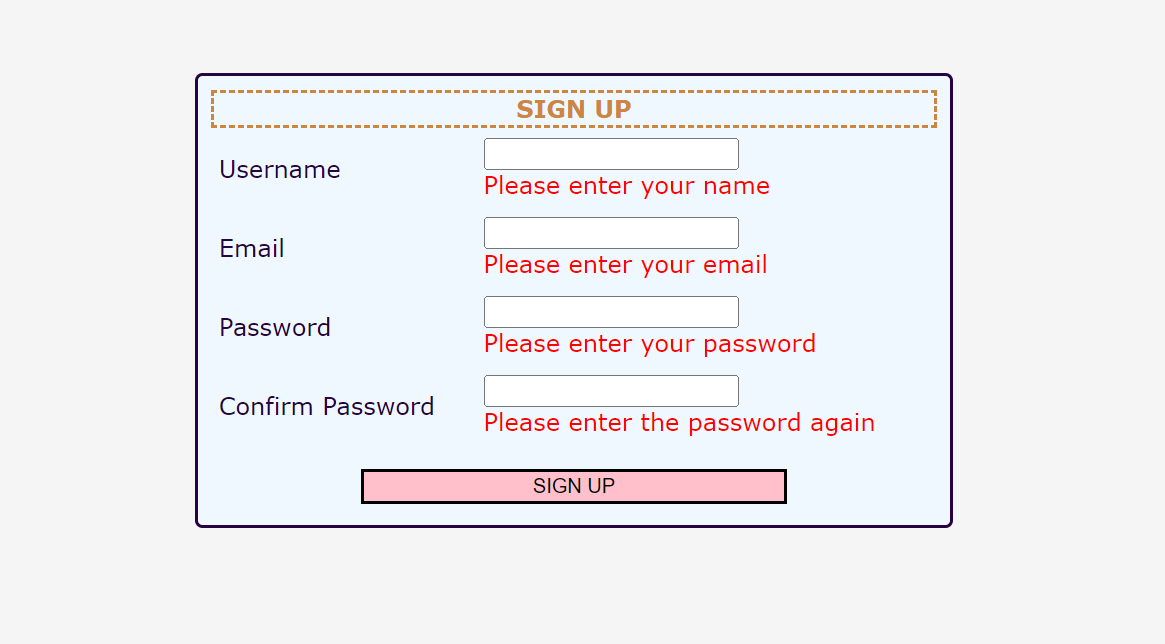 SIGN UP
Username
Please enter your name
Email
Please enter your email
Password
Please enter your password
Confirm Password
Please enter the password again
SIGN UP